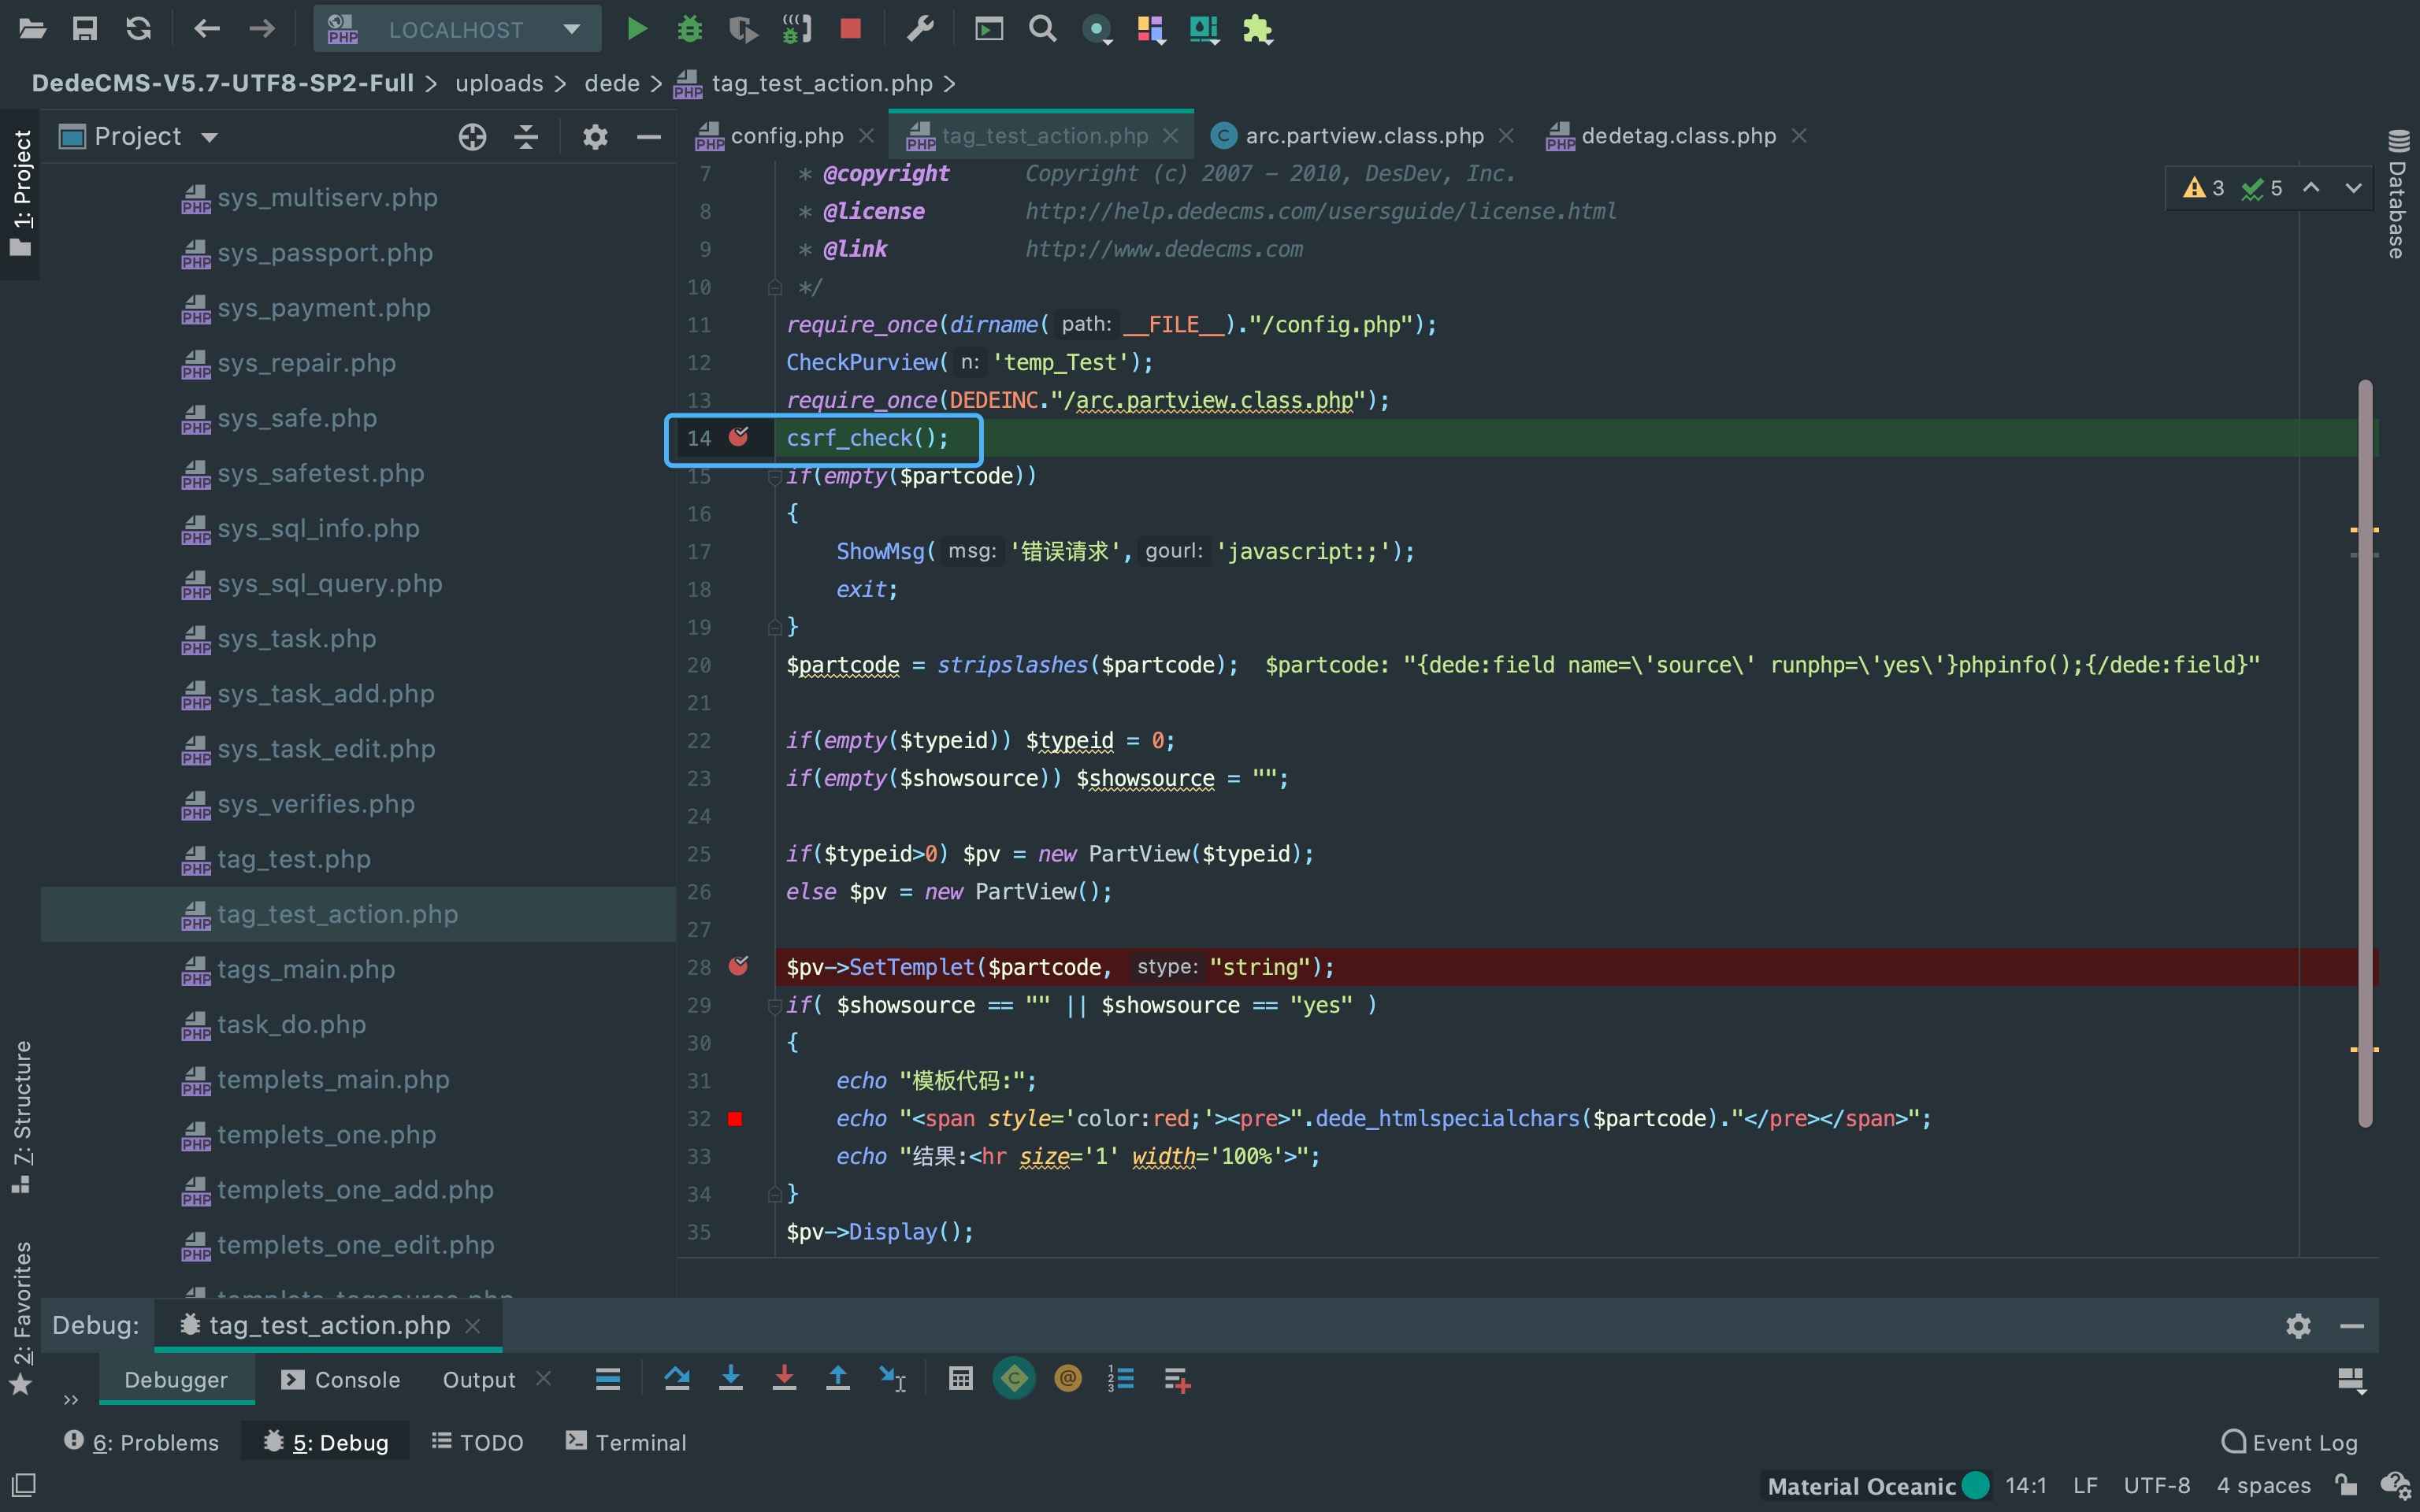 LOCALHOST
DedeCMS-V5.7-UTF8-SP2-Full > uploads > dede > tag_test_action.php >
1: Project
Project
config.php
tag_test_action.php
arc.partview.class.php
dedetag.class.php
Database
sys_multiserv.php
sys_passport.php
sys_payment.php
sys_repair.php
sys_safe.php
sys_safetest.php
sys_sql_info.php
sys_sql_query.php
sys_task.php
sys_task_add.php
sys_task_edit.php
sys_verifies.php
tag_test.php
tag_test_action.php
tags_main.php
task_do.php
templets_main.php
templets_one.php
templets_one_add.php
templets_one_edit.php
templets_tagsource.php
3 5
7 * @copyright Copyright (c) 2007 - 2010, DesDev, Inc.
8 * @license http://help.dedecms.com/usersguide/license.html
9 * @link http://www.dedecms.com
10 */
11 require_once(dirname( path: __FILE__)."/config.php");
12 CheckPurview( n: 'temp_Test');
13 require_once(DEDEINC."/arc.partview.class.php");
14 csrf_check();
15 if(empty($partcode))
16 {
17 ShowMsg( msg: '错误请求', gourl: 'javascript:;');
18 exit;
19 }
20 $partcode = stripslashes($partcode); $partcode: "{dede:field name=\'source\' runphp=\'yes\'}phpinfo();{/dede:field}"
21
22 if(empty($typeid)) $typeid = 0;
23 if(empty($showsource)) $showsource = "";
24
25 if($typeid>0) $pv = new PartView($typeid);
26 else $pv = new PartView();
27
28 $pv->SetTemplet($partcode, stype: "string");
29 if( $showsource == "" || $showsource == "yes" )
30 {
31 echo "模板代码:";
32 echo "<span style='color:red;'><pre>".dede_htmlspecialchars($partcode)."</pre></span>";
33 echo "结果:<hr size='1' width='100%'>";
34 }
35 $pv->Display();
7: Structure
2: Favorites
Debug: tag_test_action.php
Debugger Console Output
6: Problems 5: Debug TODO Terminal
Event Log
Material Oceanic 14:1 LF UTF-8 4 spaces